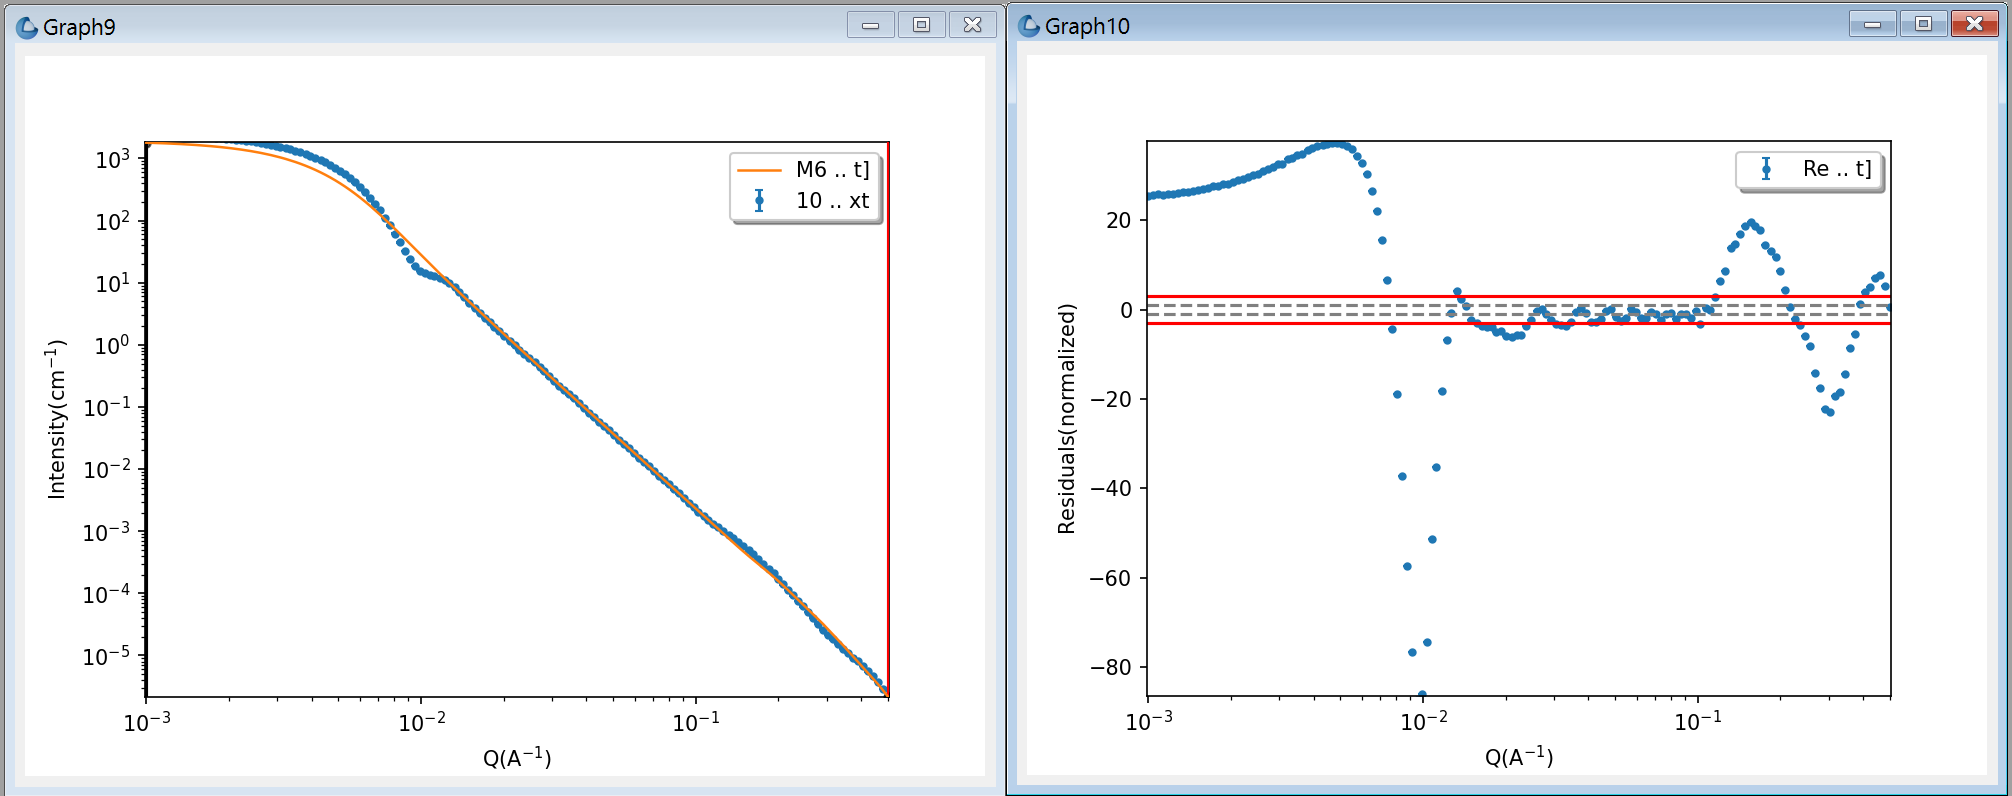 Graph9
10³
10²
10¹
10⁰
10⁻¹
10⁻²
10⁻³
10⁻⁴
10⁻⁵
Intensity(cm⁻¹)
M6 .. t]
10 .. xt
10⁻³ 10⁻² 10⁻¹
Q(A⁻¹)
Graph10
20
0
−20
−40
−60
−80
Residuals(normalized)
Re .. t]
10⁻³ 10⁻² 10⁻¹
Q(A⁻¹)